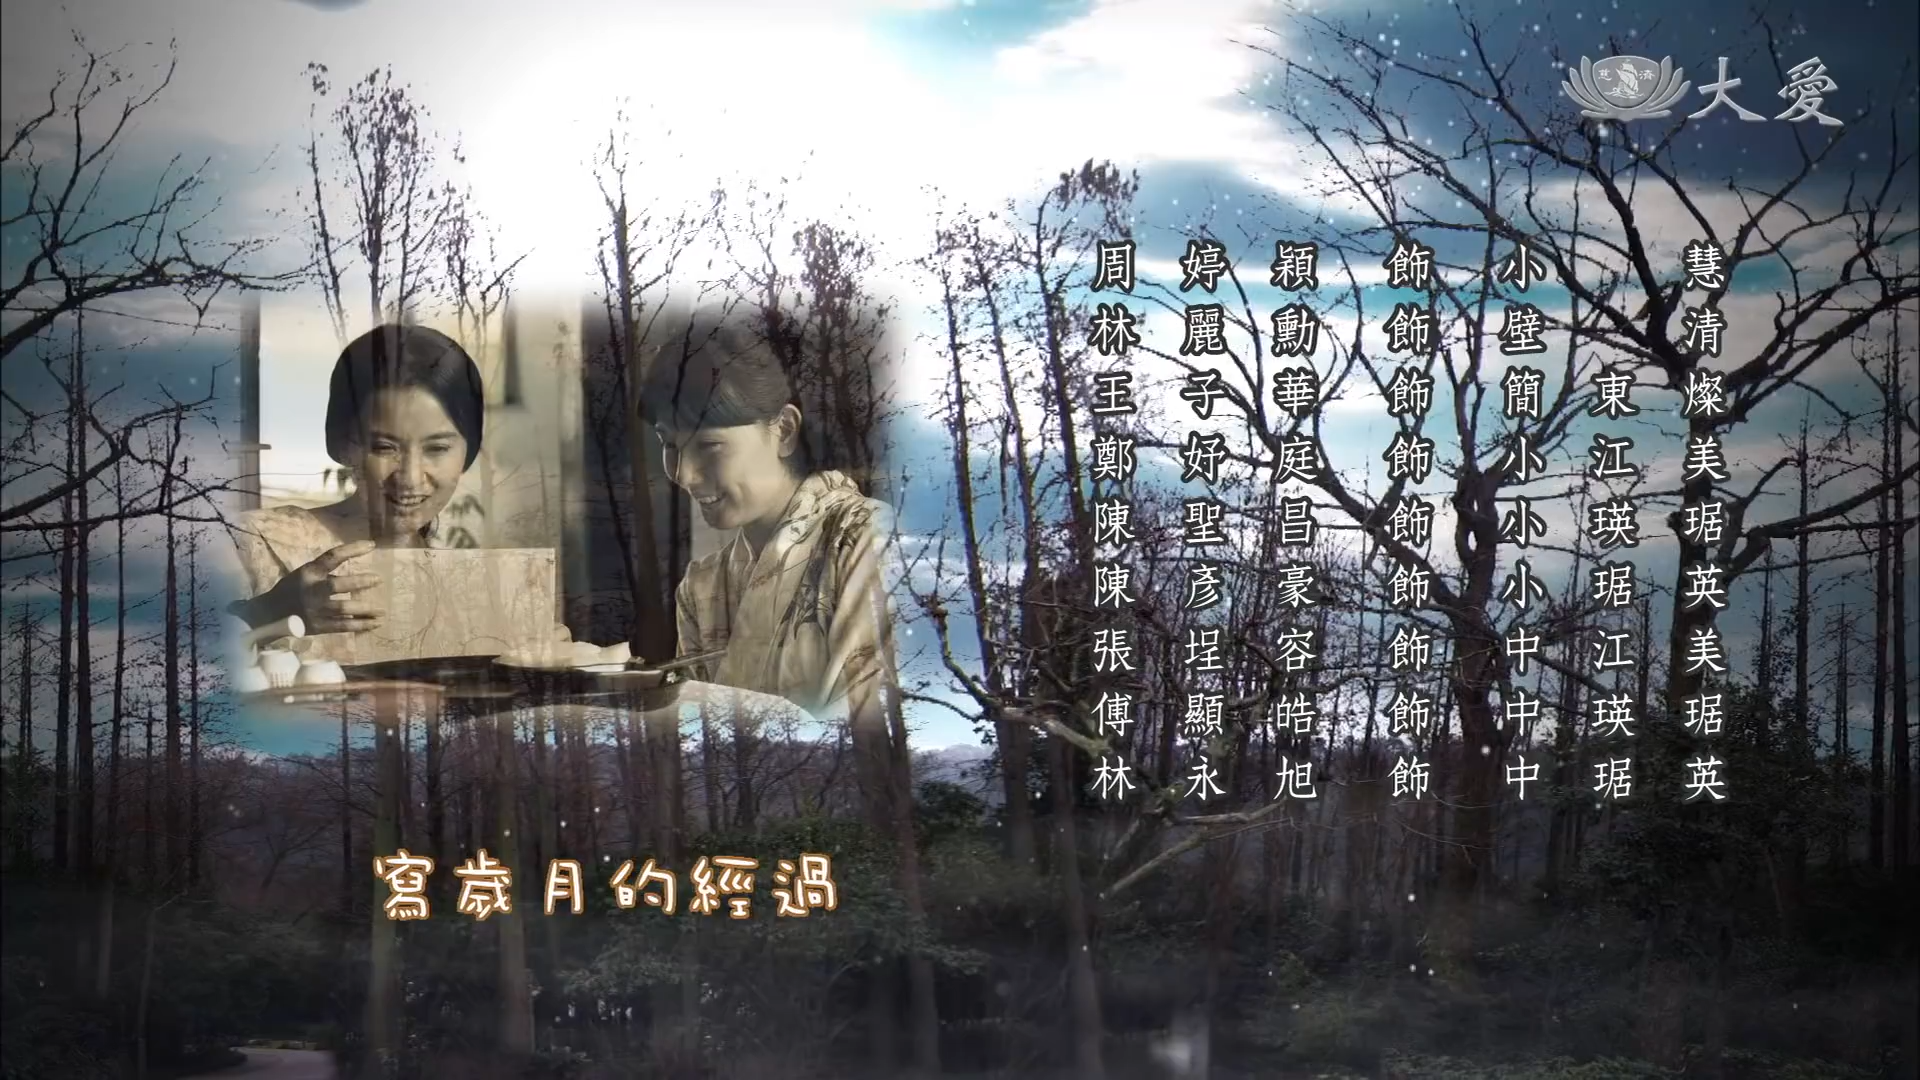 慈濟 大愛
周婷穎 飾 小慧
林麗勳 飾 壁清
王子華 飾 簡東燦
鄭妤庭 飾 小江美
陳聖昌 飾 小瑛琚
陳彥豪 飾 小琚英
張埕容 飾 中江美
傅顯皓 飾 中瑛琚
林永旭 飾 中琚英
寫歲月的經過